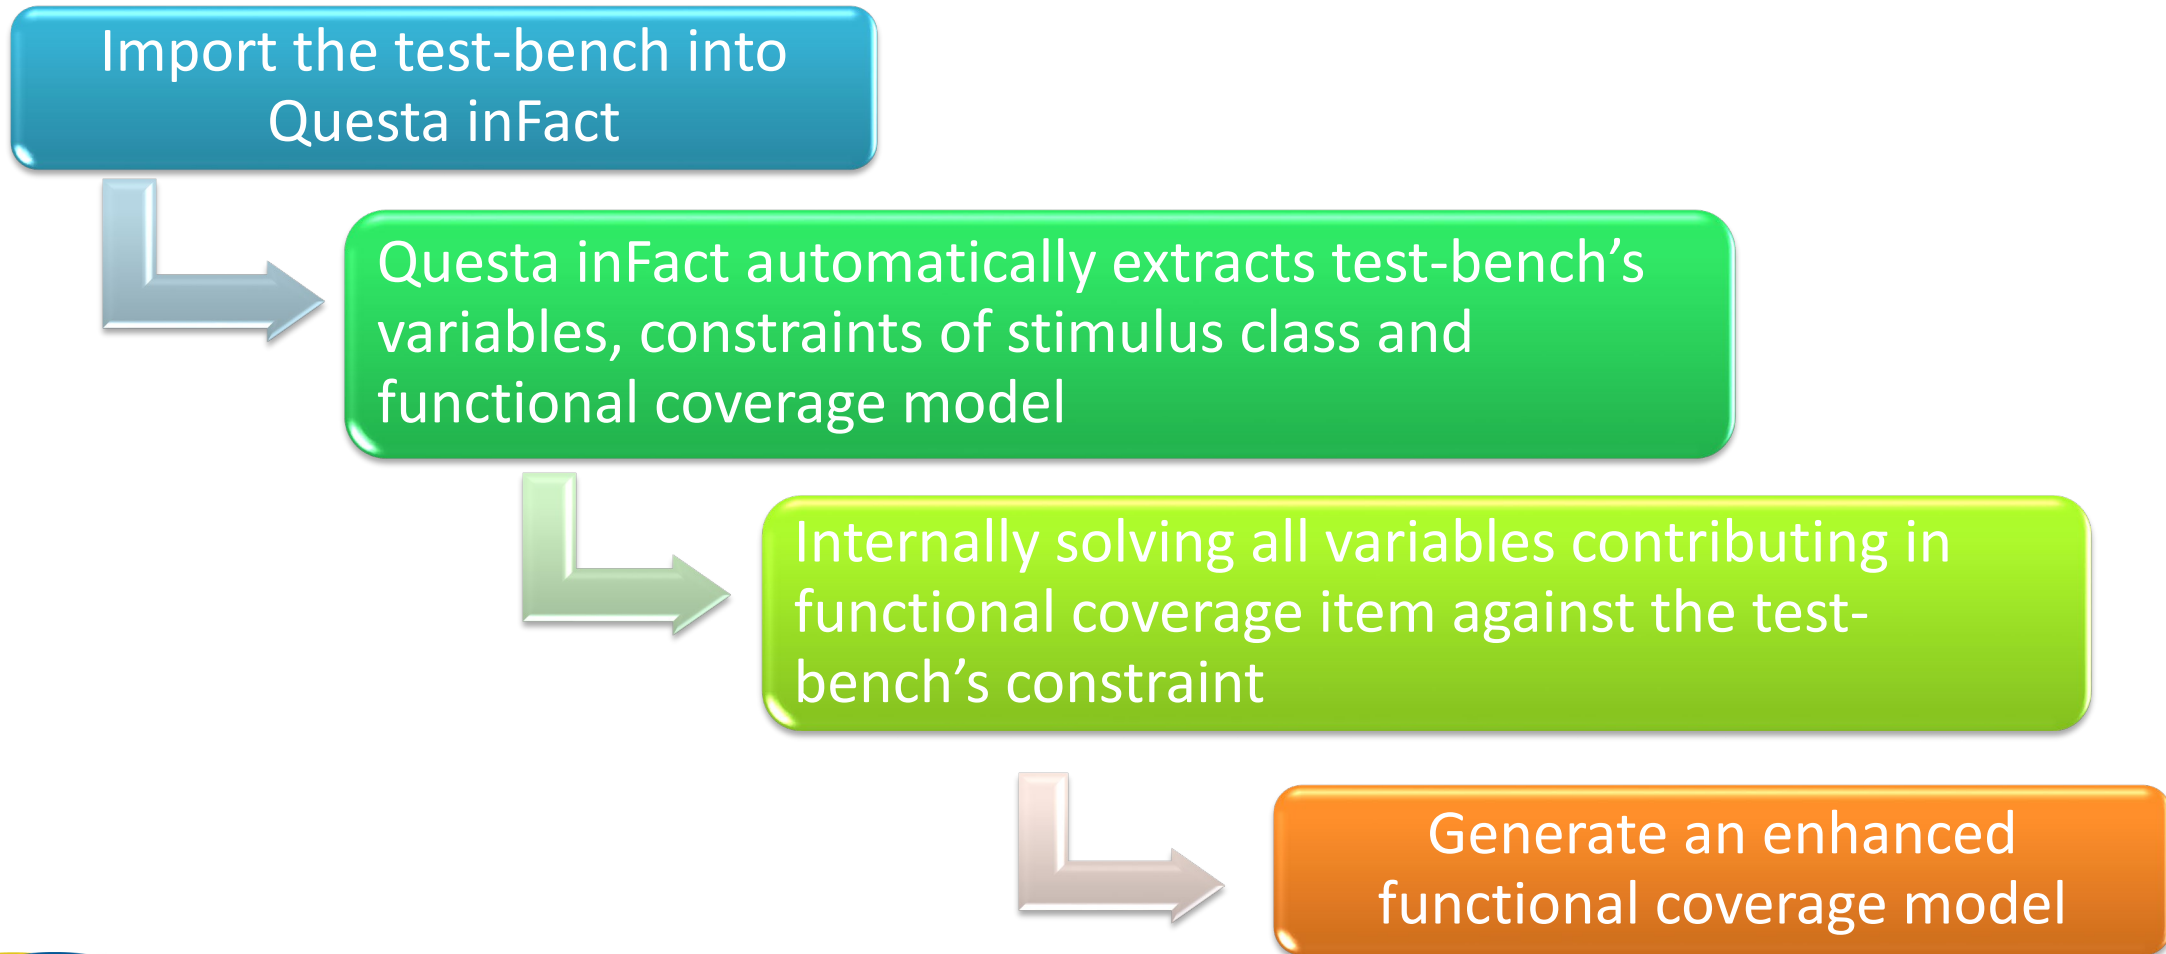 Import the test-bench into
Questa inFact
Questa inFact automatically extracts test-bench’s
variables, constraints of stimulus class and
functional coverage model
Internally solving all variables contributing in
functional coverage item against the test-
bench’s constraint
Generate an enhanced
functional coverage model